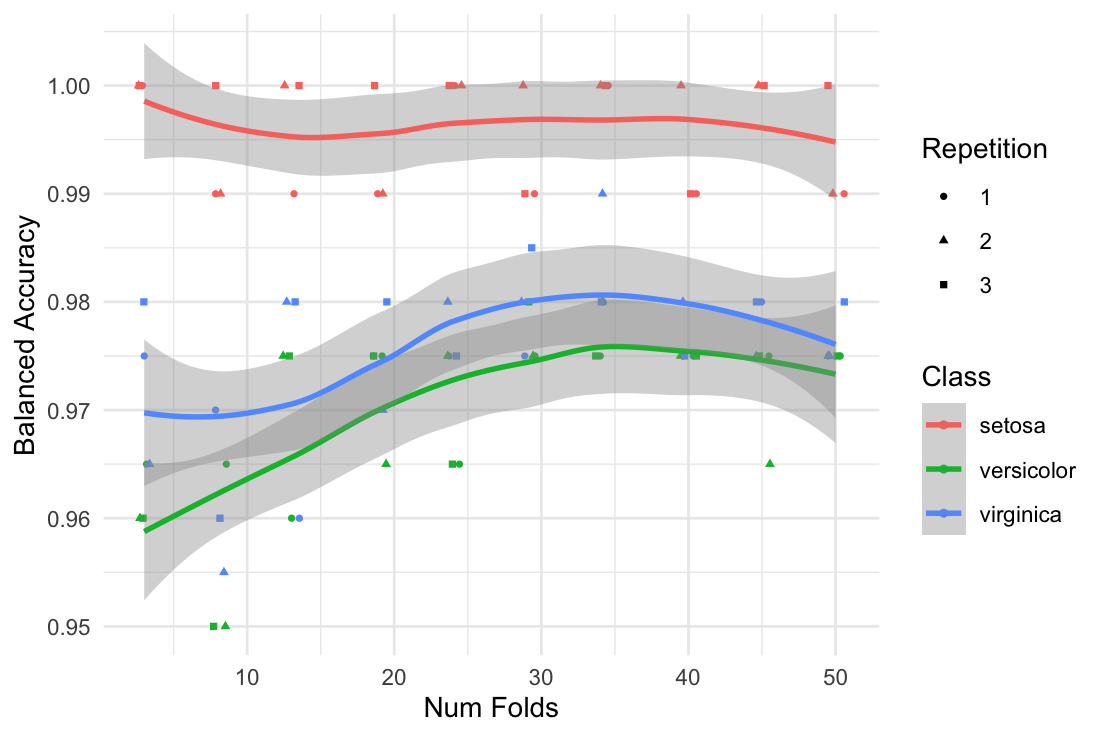 Balanced Accuracy
1.00
0.99
0.98
0.97
0.96
0.95
10 20 30 40 50
Num Folds
Repetition
1
2
3
Class
setosa
versicolor
virginica